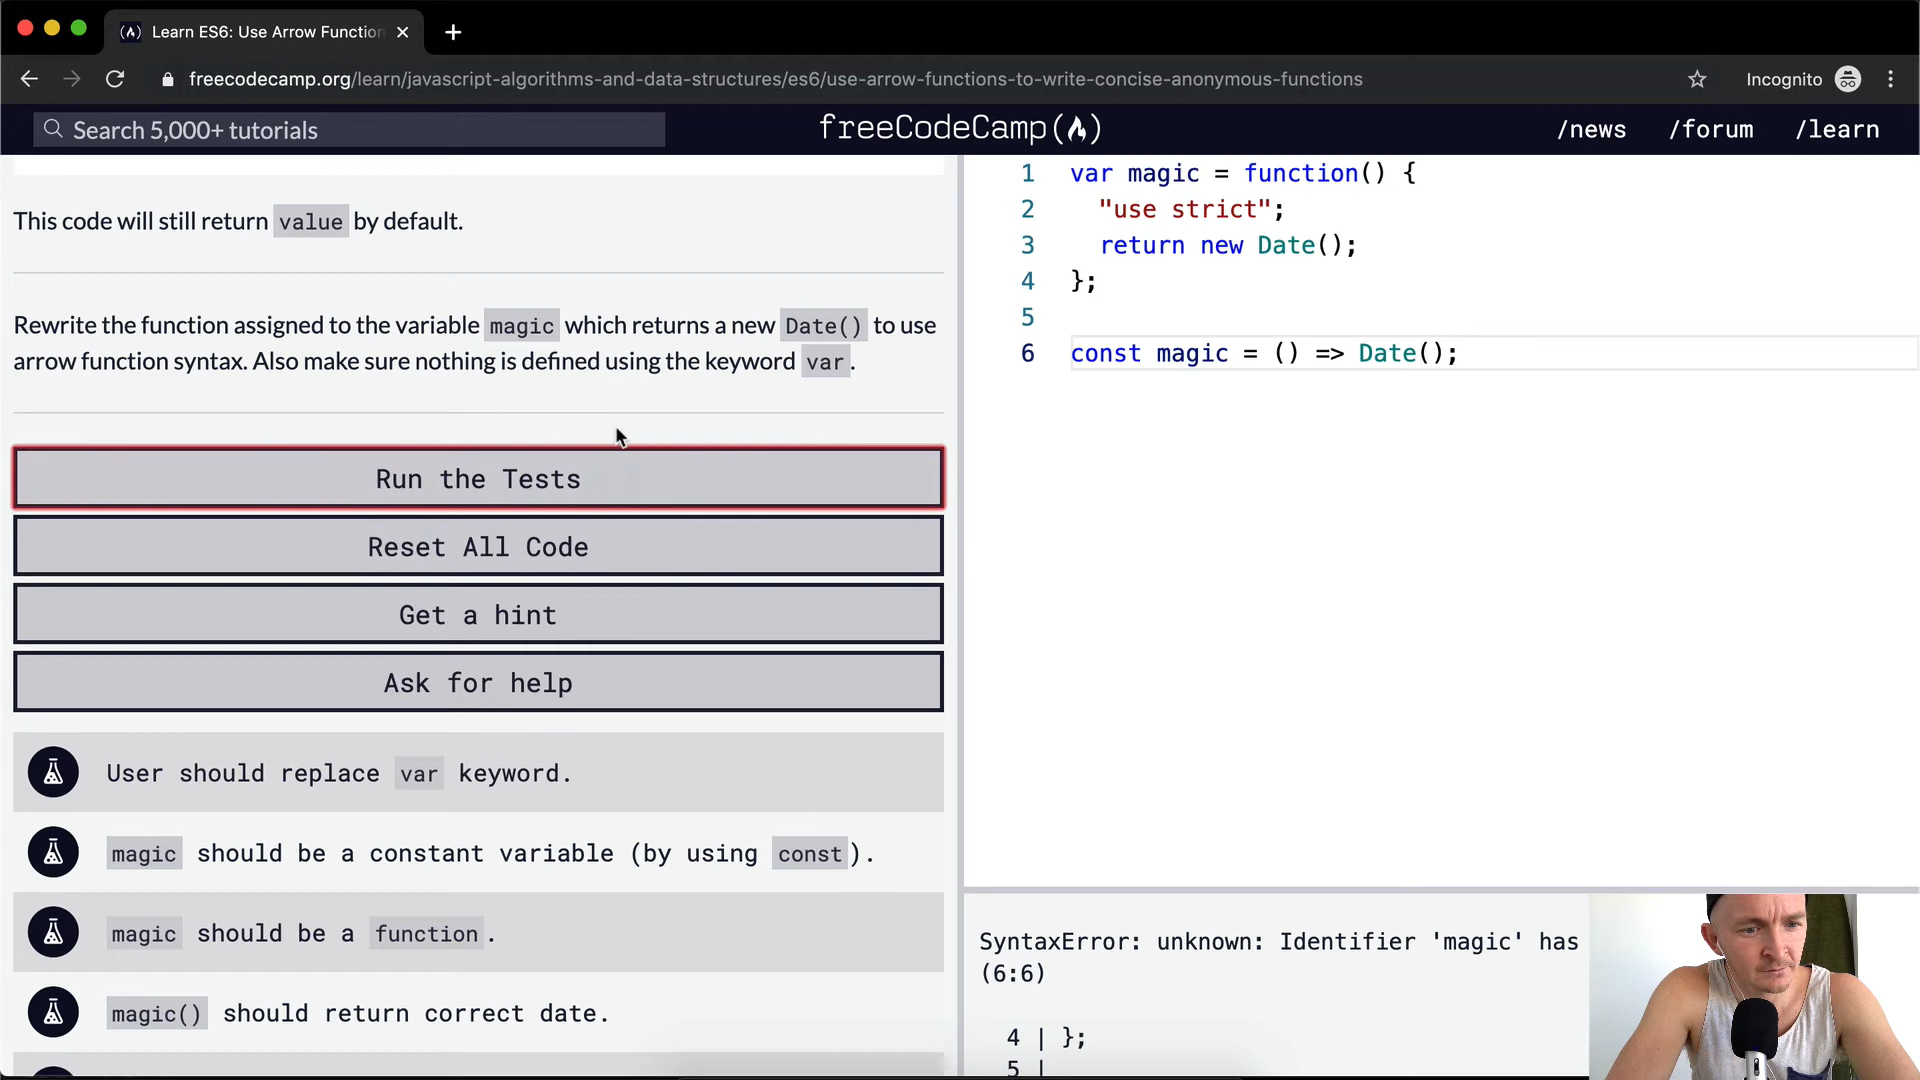 Learn ES6: Use Arrow Function
freecodecamp.org/learn/javascript-algorithms-and-data-structures/es6/use-arrow-functions-to-write-concise-anonymous-functions
Incognito
Search 5,000+ tutorials
freeCodeCamp
/news /forum /learn
This code will still return value by default.
Rewrite the function assigned to the variable magic which returns a new Date() to use
arrow function syntax. Also make sure nothing is defined using the keyword var.
Run the Tests
Reset All Code
Get a hint
Ask for help
User should replace var keyword.
magic should be a constant variable (by using const).
magic should be a function.
magic() should return correct date.
1 var magic = function() {
2 "use strict";
3 return new Date();
4 };
5
6 const magic = () => Date();
SyntaxError: unknown: Identifier 'magic' has
(6:6)
4 | };
5 |